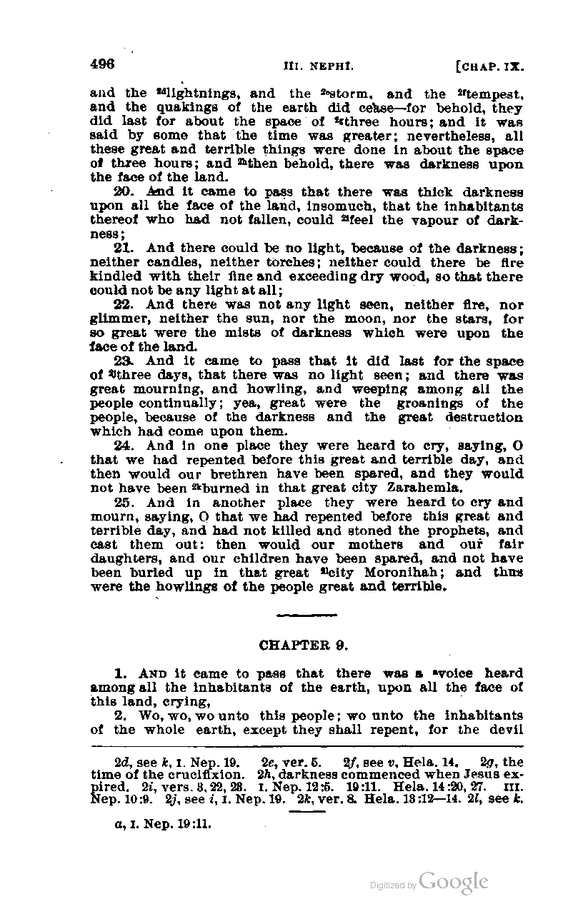 496 III. NEPHI. [CHAP. IX.
and the 2dlightnings, and the 2estorm, and the 2ftempest,
and the quakings of the earth did cease—for behold, they
did last for about the space of 2gthree hours; and it was
said by some that the time was greater; nevertheless, all
these great and terrible things were done in about the space
of three hours; and 2hthen behold, there was darkness upon
the face of the land.
20. And it came to pass that there was thick darkness
upon all the face of the land, insomuch, that the inhabitants
thereof who had not fallen, could 2ifeel the vapour of dark-
ness;
21. And there could be no light, because of the darkness;
neither candles, neither torches; neither could there be fire
kindled with their fine and exceeding dry wood, so that there
could not be any light at all;
22. And there was not any light seen, neither fire, nor
glimmer, neither the sun, nor the moon, nor the stars, for
so great were the mists of darkness which were upon the
face of the land.
23. And it came to pass that it did last for the space
of 2jthree days, that there was no light seen; and there was
great mourning, and howling, and weeping among all the
people continually; yea, great were the groanings of the
people, because of the darkness and the great destruction
which had come upon them.
24. And in one place they were heard to cry, saying, O
that we had repented before this great and terrible day, and
then would our brethren have been spared, and they would
not have been 2kburned in that great city Zarahemla.
25. And in another place they were heard to cry and
mourn, saying, O that we had repented before this great and
terrible day, and had not killed and stoned the prophets, and
cast them out: then would our mothers and our fair
daughters, and our children have been spared, and not have
been buried up in that great 2lcity Moronihah; and thus
were the howlings of the people great and terrible.
CHAPTER 9.
1. AND it came to pass that there was a avoice heard
among all the inhabitants of the earth, upon all the face of
this land, crying,
2. Wo, wo, wo unto this people; wo unto the inhabitants
of the whole earth, except they shall repent, for the devil
2d, see k, I. Nep. 19. 2e, ver. 5. 2f, see v, Hela. 14. 2g, the
time of the crucifixion. 2h, darkness commenced when Jesus ex-
pired. 2i, vers. 3, 22, 23. I. Nep. 12:5. 19:11. Hela. 14:20, 27. III.
Nep. 10:9. 2j, see i, I. Nep. 19. 2k, ver. 8. Hela. 13:12—14. 2l, see k.
a, I. Nep. 19:11.
Digitized by Google